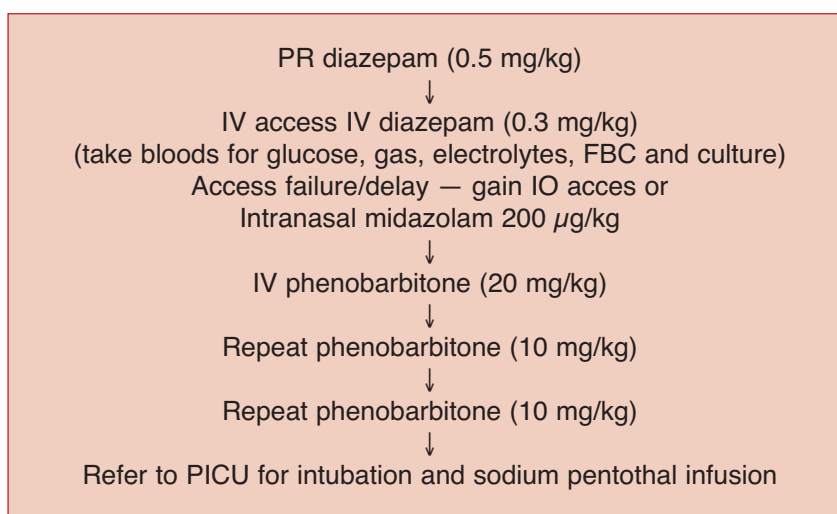 PR diazepam (0.5 mg/kg)
↓
IV access IV diazepam (0.3 mg/kg)
(take bloods for glucose, gas, electrolytes, FBC and culture)
Access failure/delay — gain IO acces or
Intranasal midazolam 200 µg/kg
↓
IV phenobarbitone (20 mg/kg)
↓
Repeat phenobarbitone (10 mg/kg)
↓
Repeat phenobarbitone (10 mg/kg)
↓
Refer to PICU for intubation and sodium pentothal infusion